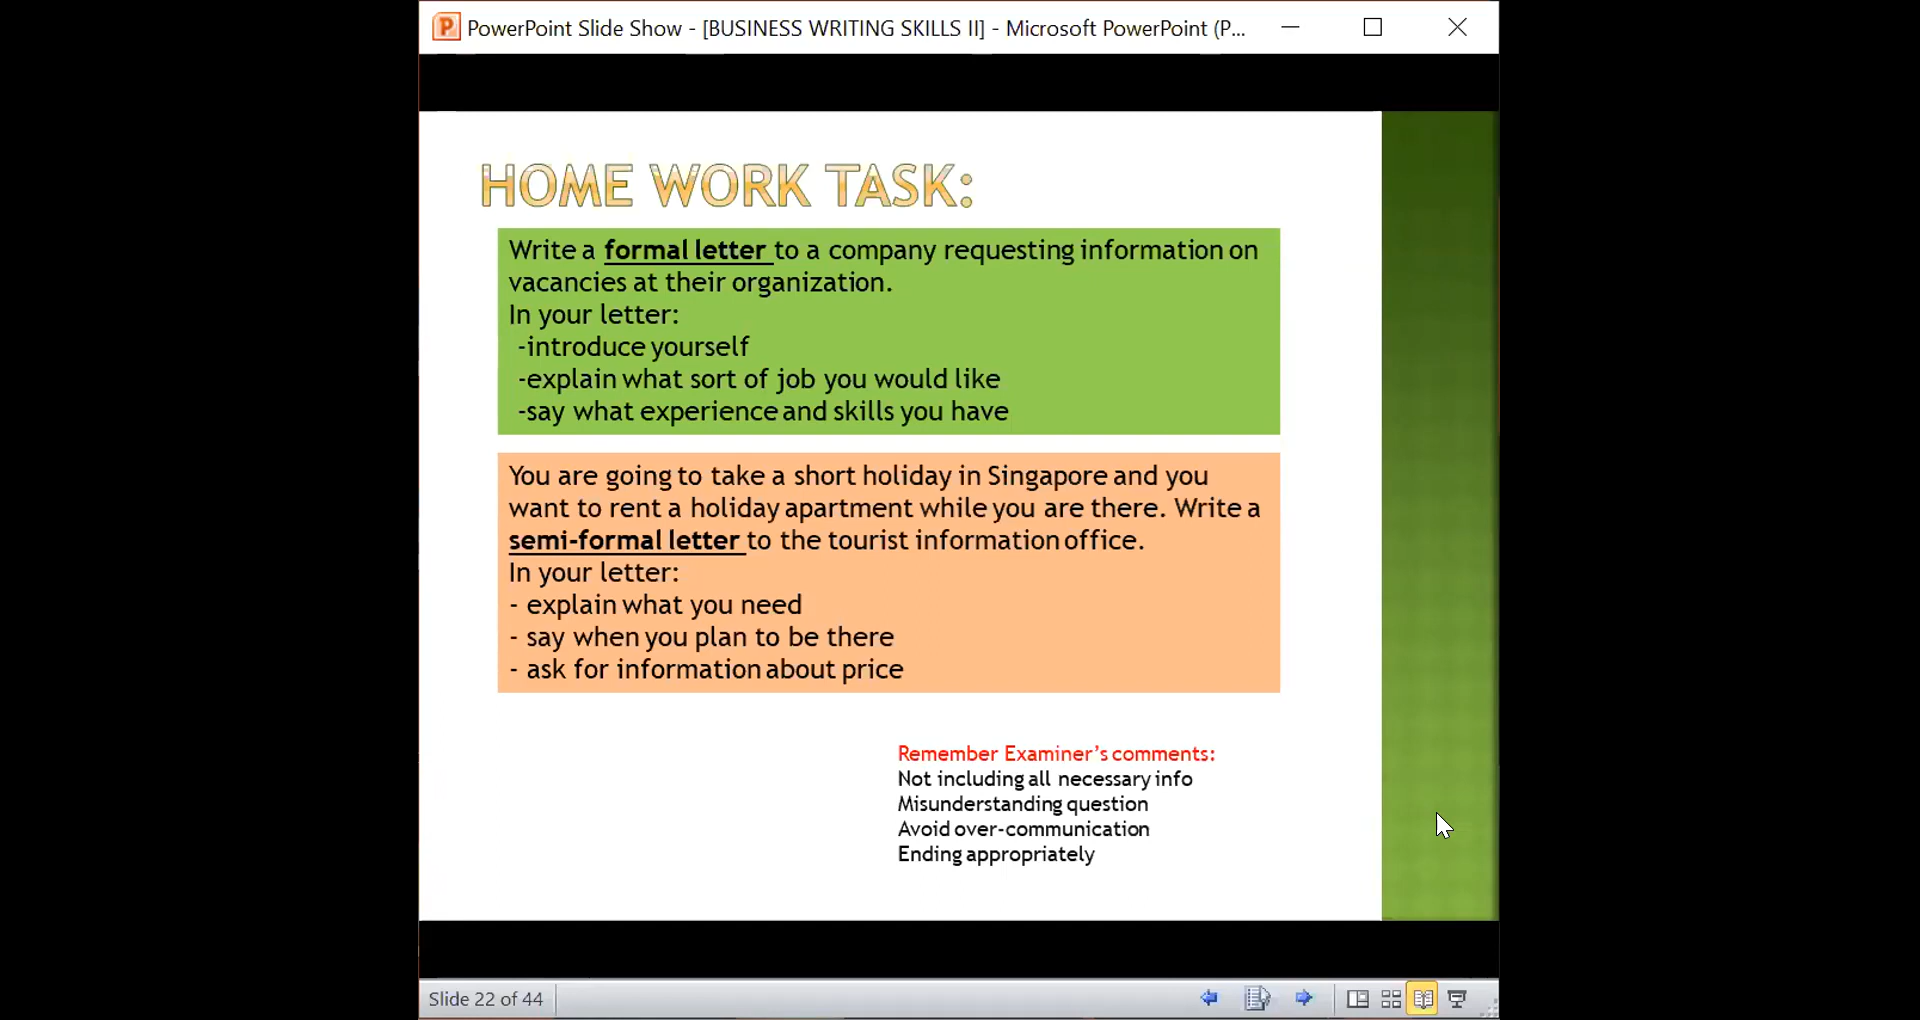 PowerPoint Slide Show - [BUSINESS WRITING SKILLS II] - Microsoft PowerPoint (P...
HOME WORK TASK:
Write a formal letter to a company requesting information on
vacancies at their organization.
In your letter:
-introduce yourself
-explain what sort of job you would like
-say what experience and skills you have
You are going to take a short holiday in Singapore and you
want to rent a holiday apartment while you are there. Write a
semi-formal letter to the tourist information office.
In your letter:
- explain what you need
- say when you plan to be there
- ask for information about price
Remember Examiner's comments:
Not including all necessary info
Misunderstanding question
Avoid over-communication
Ending appropriately
Slide 22 of 44